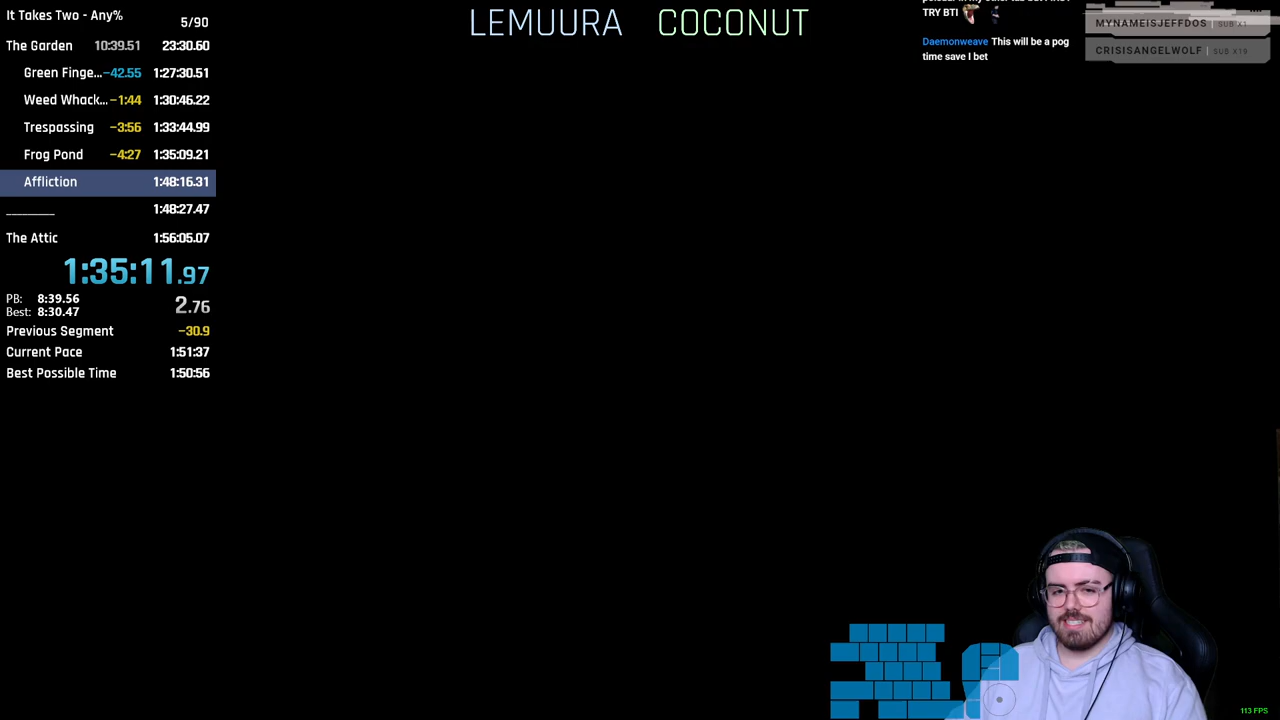 It Takes Two - Any%
5/90
The Garden 10:39.51 23:30.60
Green Finge... −42.55 1:27:30.51
Weed Whack... −1:44 1:30:46.22
Trespassing −3:56 1:33:44.99
Frog Pond −4:27 1:35:09.21
Affliction 1:48:16.31
________ 1:48:27.47
The Attic 1:56:05.07
1:35:11.97
PB: 8:39.56
2.76
Best: 8:30.47
Previous Segment −30.9
Current Pace 1:51:37
Best Possible Time 1:50:56
LEMUURA COCONUT
TRY BTI
Daemonweave This will be a pog
time save I bet
MYNAMEISJEFFDOS
CRISISANGELWOLF SUB X19
113 FPS